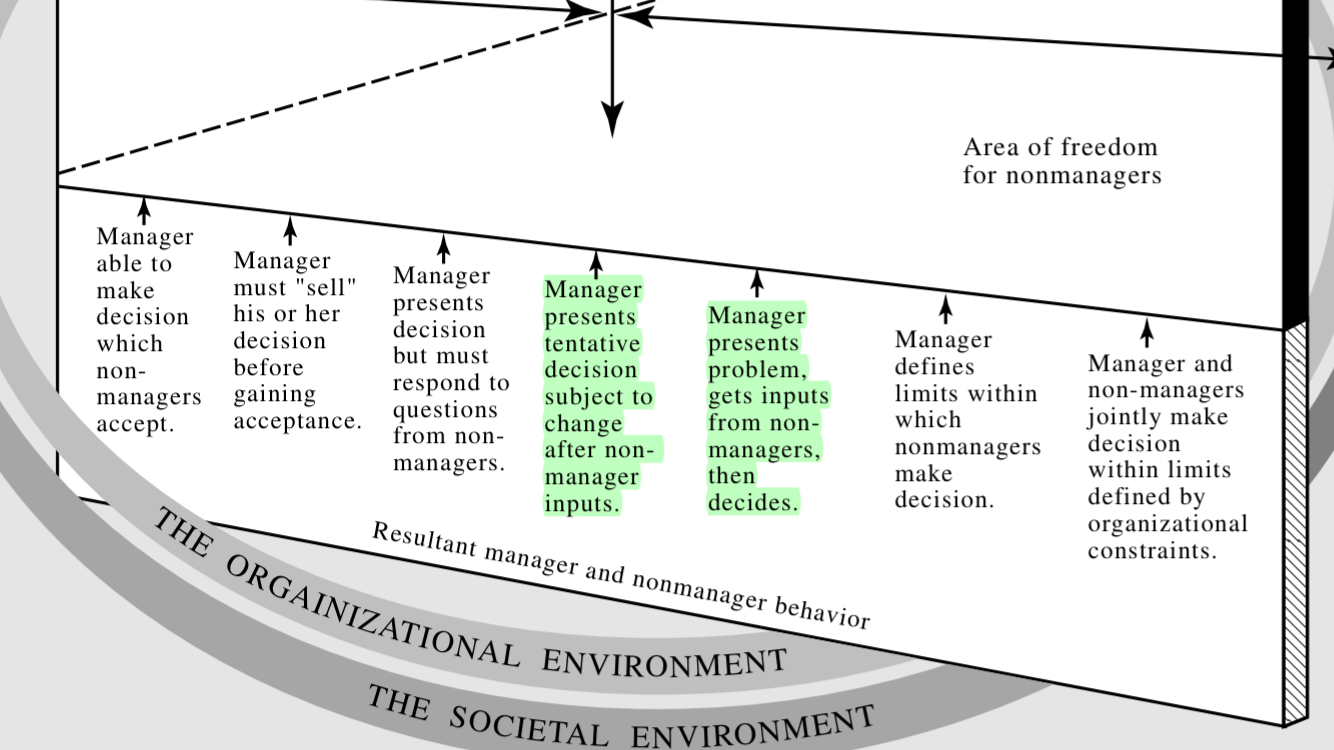 Area of freedom
for nonmanagers
Manager
able to
make
decision
which
non-
managers
accept.
Manager
must "sell"
his or her
decision
before
gaining
acceptance.
Manager
presents
decision
but must
respond to
questions
from non-
managers.
Manager
presents
tentative
decision
subject to
change
after non-
manager
inputs.
Manager
presents
problem,
gets inputs
from non-
managers,
then
decides.
Manager
defines
limits within
which
nonmanagers
make
decision.
Manager and
non-managers
jointly make
decision
within limits
defined by
organizational
constraints.
Resultant manager and nonmanager behavior
THE ORGAINIZATIONAL ENVIRONMENT
THE SOCIETAL ENVIRONMENT